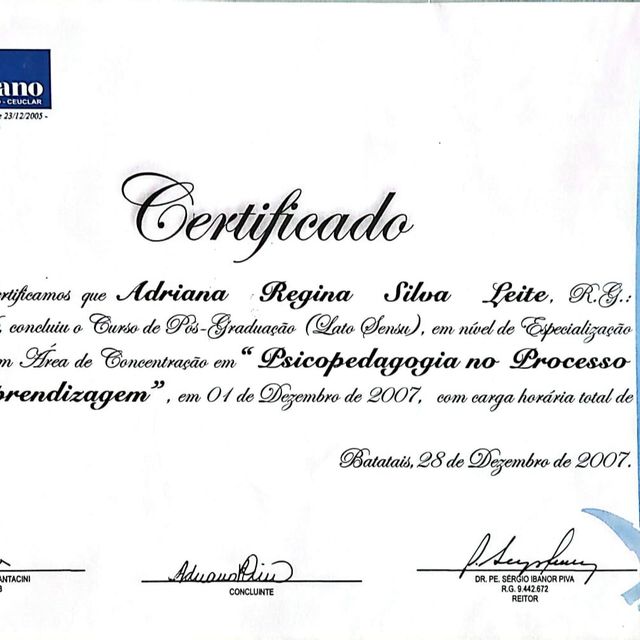 ano
- CEUCLAR
23/12/2005 -
Certificado
ertificamos que Adriana Regina Silva Leite, R.G.:
, concluiu o Curso de Pós-Graduação (Lato Sensu), em nível de Especialização
m Área de Concentração em “Psicopedagogia no Processo
prendizagem”, em 01 de Dezembro de 2007, com carga horária total de
Batatais, 28 de Dezembro de 2007.
ANTACINI
CONCLUINTE
DR. PE. SÉRGIO IBANOR PIVA
R.G. 9.442.672
REITOR